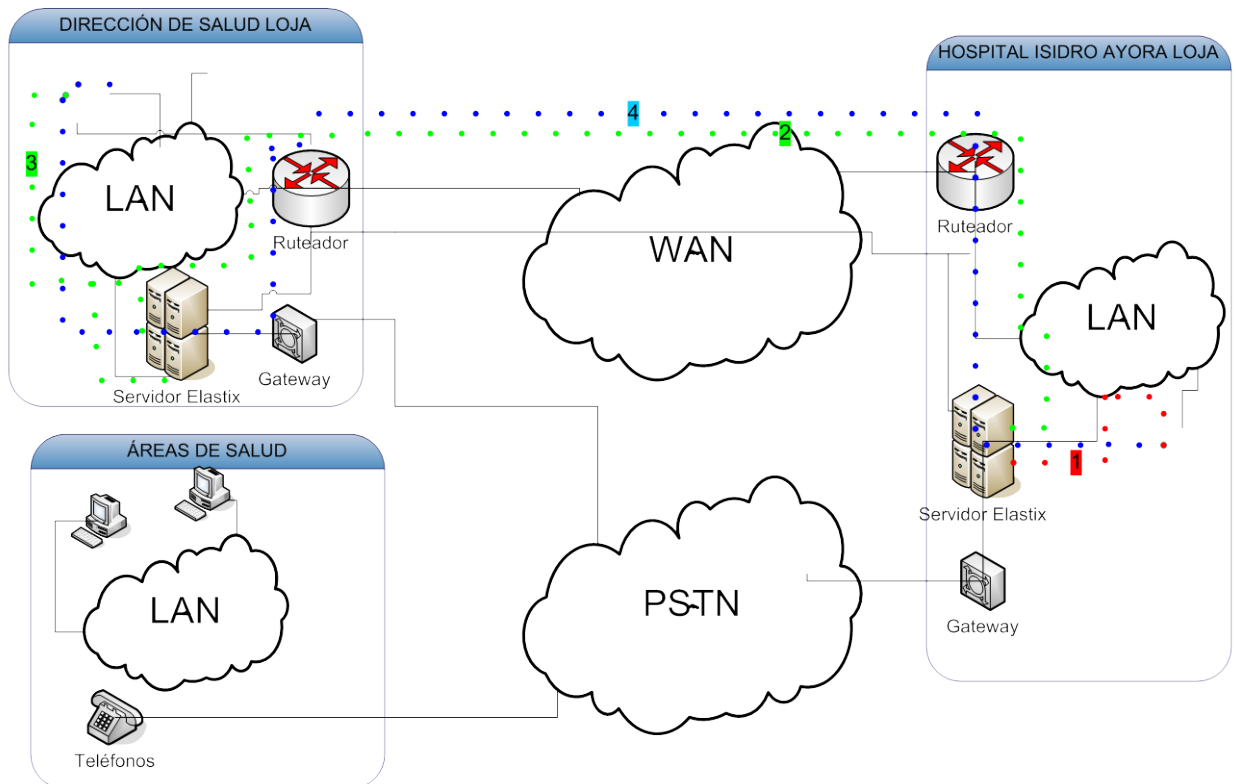 DIRECCIÓN DE SALUD LOJA
HOSPITAL ISIDRO AYORA LOJA
4
2
3
LAN
Ruteador
WAN
Ruteador
LAN
Gateway
Servidor Elastix
ÁREAS DE SALUD
1
Servidor Elastix
LAN
PSTN
Gateway
Teléfonos